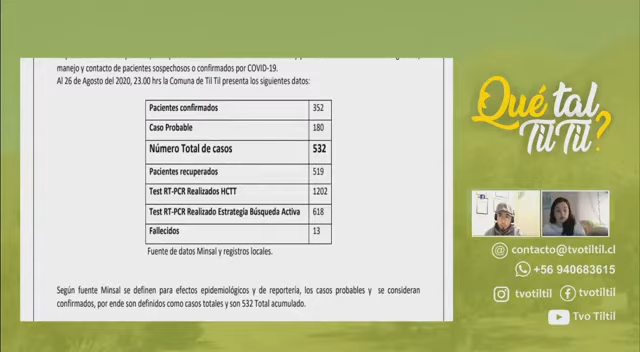 manejo y contacto de pacientes sospechosos o confirmados por COVID-19.
Al 26 de Agosto del 2020, 23.00 hrs la Comuna de Til Til presenta los siguientes datos:
Pacientes confirmados 352
Caso Probable 180
Número Total de casos 532
Pacientes recuperados 519
Test RT-PCR Realizados HCTT 1202
Test RT-PCR Realizado Estrategia Búsqueda Activa 618
Fallecidos 13
Fuente de datos Minsal y registros locales.
Según fuente Minsal se definen para efectos epidemiológicos y de reportería, los casos probables y se consideran
confirmados, por ende son definidos como casos totales y son 532 Total acumulado.
Qué tal
Til Til?
contacto@tvotiltil.cl
+56 940683615
tvotiltil tvotiltil
Tvo Tiltil